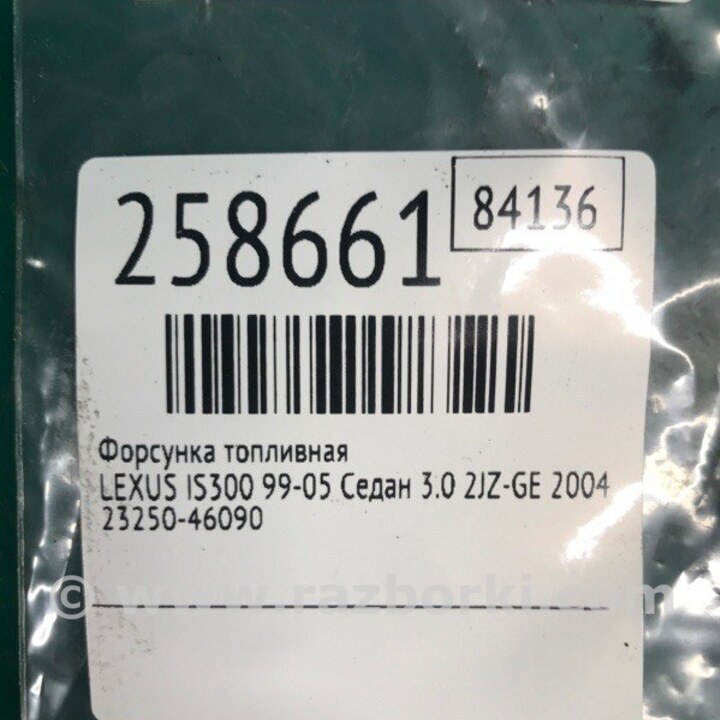 258661
84136
Форсунка топливная
LEXUS IS300 99-05 Седан 3.0 2JZ-GE 2004
23250-46090
© www.razborki.com